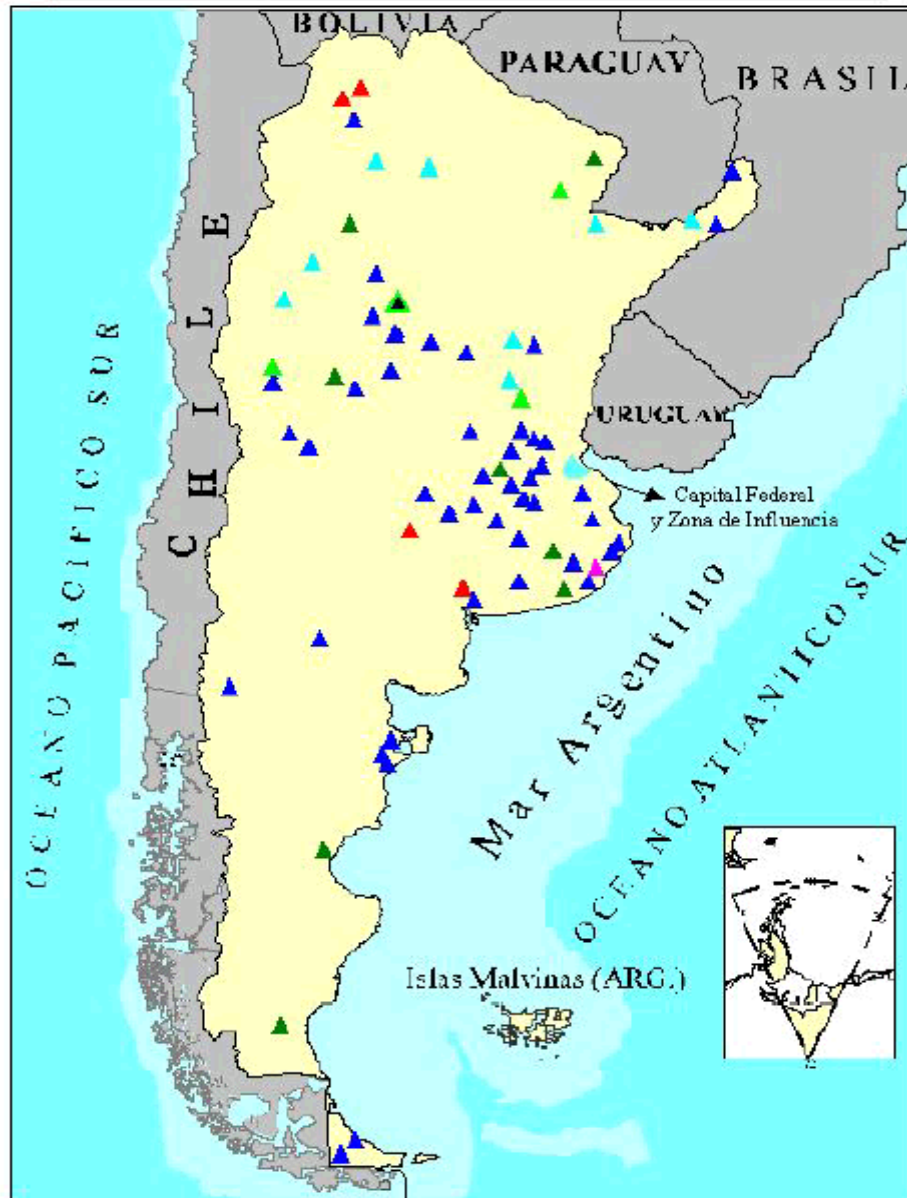 BOLIVIA
PARAGUAY
BRASIL
CHILE
URUGUAY
Capital Federal
y Zona de Influencia
OCEANO PACIFICO SUR
Mar Argentino
OCEANO ATLANTICO SUR
Islas Malvinas (ARG.)